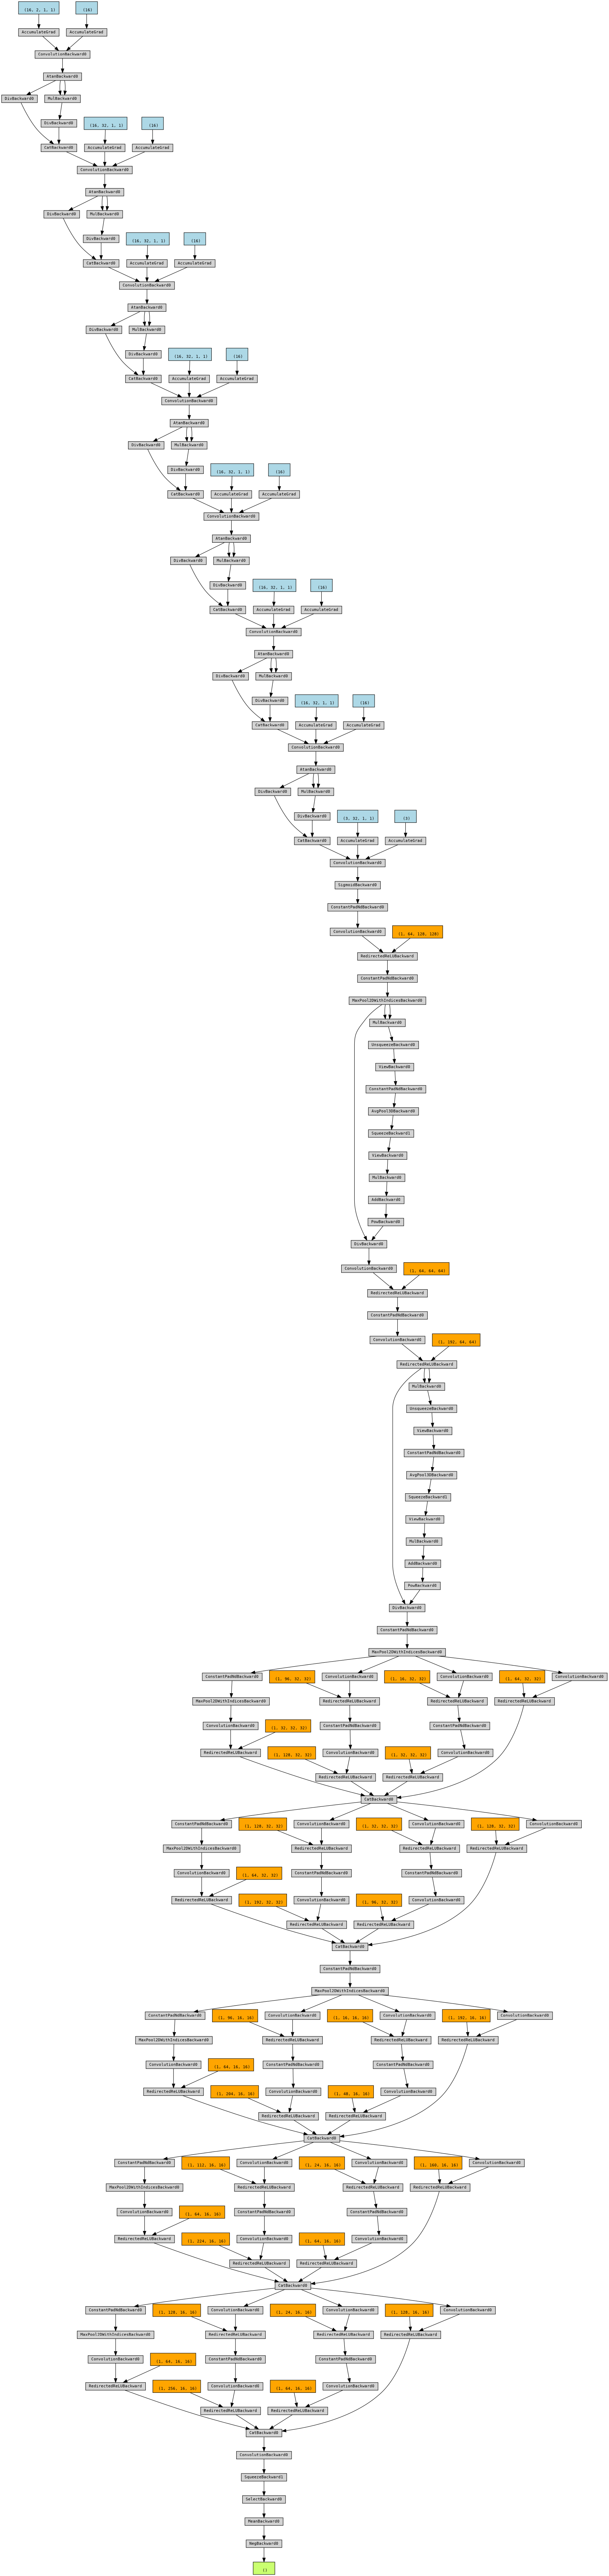 (16, 2, 1, 1) (16)
AccumulateGrad AccumulateGrad
ConvolutionBackward0
AtanBackward0
DivBackward0 MulBackward0
DivBackward0 (16, 32, 1, 1) (16)
CatBackward0 AccumulateGrad AccumulateGrad
ConvolutionBackward0
AtanBackward0
DivBackward0 MulBackward0
DivBackward0 (16, 32, 1, 1) (16)
CatBackward0 AccumulateGrad AccumulateGrad
ConvolutionBackward0
AtanBackward0
DivBackward0 MulBackward0
DivBackward0 (16, 32, 1, 1) (16)
CatBackward0 AccumulateGrad AccumulateGrad
ConvolutionBackward0
AtanBackward0
DivBackward0 MulBackward0
DivBackward0 (16, 32, 1, 1) (16)
CatBackward0 AccumulateGrad AccumulateGrad
ConvolutionBackward0
AtanBackward0
DivBackward0 MulBackward0
DivBackward0 (16, 32, 1, 1) (16)
CatBackward0 AccumulateGrad AccumulateGrad
ConvolutionBackward0
AtanBackward0
DivBackward0 MulBackward0
DivBackward0 (16, 32, 1, 1) (16)
CatBackward0 AccumulateGrad AccumulateGrad
ConvolutionBackward0
AtanBackward0
DivBackward0 MulBackward0
DivBackward0 (3, 32, 1, 1) (3)
CatBackward0 AccumulateGrad AccumulateGrad
ConvolutionBackward0
SigmoidBackward0
ConstantPadNdBackward0
ConvolutionBackward0 (1, 64, 128, 128)
RedirectedReLUBackward
ConstantPadNdBackward0
MaxPool2DWithIndicesBackward0
MulBackward0
UnsqueezeBackward0
ViewBackward0
ConstantPadNdBackward0
AvgPool3DBackward0
SqueezeBackward1
ViewBackward0
MulBackward0
AddBackward0
PowBackward0
DivBackward0
ConvolutionBackward0 (1, 64, 64, 64)
RedirectedReLUBackward
ConstantPadNdBackward0
ConvolutionBackward0 (1, 192, 64, 64)
RedirectedReLUBackward
MulBackward0
UnsqueezeBackward0
ViewBackward0
ConstantPadNdBackward0
AvgPool3DBackward0
SqueezeBackward1
ViewBackward0
MulBackward0
AddBackward0
PowBackward0
DivBackward0
ConstantPadNdBackward0
MaxPool2DWithIndicesBackward0
ConstantPadNdBackward0 (1, 96, 32, 32) ConvolutionBackward0 (1, 16, 32, 32) ConvolutionBackward0 (1, 64, 32, 32) ConvolutionBackward0
MaxPool2DWithIndicesBackward0 RedirectedReLUBackward RedirectedReLUBackward RedirectedReLUBackward
ConvolutionBackward0 (1, 32, 32, 32) ConstantPadNdBackward0 ConstantPadNdBackward0
RedirectedReLUBackward (1, 128, 32, 32) ConvolutionBackward0 (1, 32, 32, 32) ConvolutionBackward0
RedirectedReLUBackward RedirectedReLUBackward
CatBackward0
ConstantPadNdBackward0 (1, 128, 32, 32) ConvolutionBackward0 (1, 32, 32, 32) ConvolutionBackward0 (1, 128, 32, 32) ConvolutionBackward0
MaxPool2DWithIndicesBackward0 RedirectedReLUBackward RedirectedReLUBackward RedirectedReLUBackward
ConvolutionBackward0 (1, 64, 32, 32) ConstantPadNdBackward0 ConstantPadNdBackward0
RedirectedReLUBackward (1, 192, 32, 32) ConvolutionBackward0 (1, 96, 32, 32) ConvolutionBackward0
RedirectedReLUBackward RedirectedReLUBackward
CatBackward0
ConstantPadNdBackward0
MaxPool2DWithIndicesBackward0
ConstantPadNdBackward0 (1, 96, 16, 16) ConvolutionBackward0 (1, 16, 16, 16) ConvolutionBackward0 (1, 192, 16, 16) ConvolutionBackward0
MaxPool2DWithIndicesBackward0 RedirectedReLUBackward RedirectedReLUBackward RedirectedReLUBackward
ConvolutionBackward0 (1, 64, 16, 16) ConstantPadNdBackward0 ConstantPadNdBackward0
RedirectedReLUBackward (1, 204, 16, 16) ConvolutionBackward0 (1, 48, 16, 16) ConvolutionBackward0
RedirectedReLUBackward RedirectedReLUBackward
CatBackward0
ConstantPadNdBackward0 (1, 112, 16, 16) ConvolutionBackward0 (1, 24, 16, 16) ConvolutionBackward0 (1, 160, 16, 16) ConvolutionBackward0
MaxPool2DWithIndicesBackward0 RedirectedReLUBackward RedirectedReLUBackward RedirectedReLUBackward
ConvolutionBackward0 (1, 64, 16, 16) ConstantPadNdBackward0 ConstantPadNdBackward0
RedirectedReLUBackward (1, 224, 16, 16) ConvolutionBackward0 (1, 64, 16, 16) ConvolutionBackward0
RedirectedReLUBackward RedirectedReLUBackward
CatBackward0
ConstantPadNdBackward0 (1, 128, 16, 16) ConvolutionBackward0 (1, 24, 16, 16) ConvolutionBackward0 (1, 128, 16, 16) ConvolutionBackward0
MaxPool2DWithIndicesBackward0 RedirectedReLUBackward RedirectedReLUBackward RedirectedReLUBackward
ConvolutionBackward0 (1, 64, 16, 16) ConstantPadNdBackward0 ConstantPadNdBackward0
RedirectedReLUBackward (1, 256, 16, 16) ConvolutionBackward0 (1, 64, 16, 16) ConvolutionBackward0
RedirectedReLUBackward RedirectedReLUBackward
CatBackward0
ConvolutionBackward0
SqueezeBackward1
SelectBackward0
MeanBackward0
NegBackward0
()